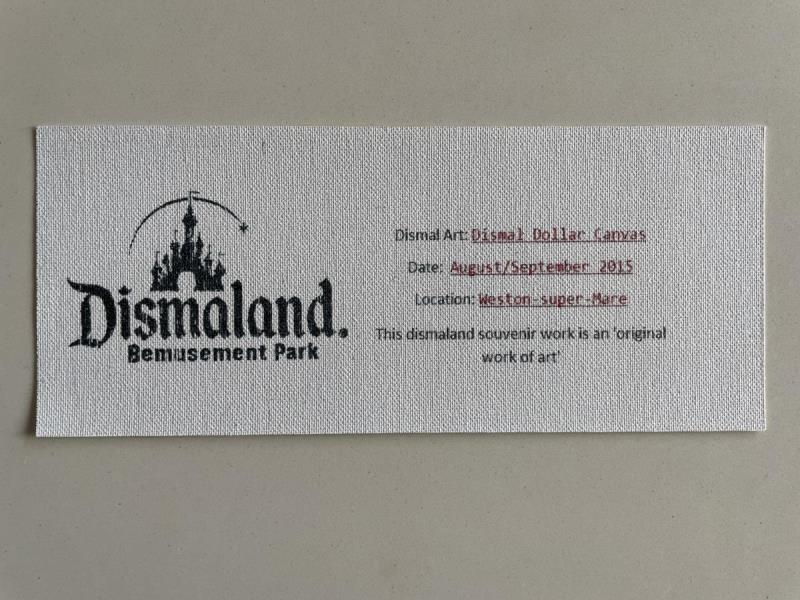 Dismaland.
Bemusement Park
Dismal Art: Dismal Dollar Canvas
Date: August/September 2015
Location: Weston-super-Mare
This dismaland souvenir work is an 'original
work of art'